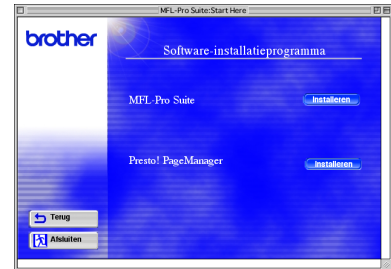 MFL-Pro Suite:Start Here
brother
Software-installatieprogramma
MFL-Pro Suite
Installeren
Presto! PageManager
Installeren
Terug
Afsluiten